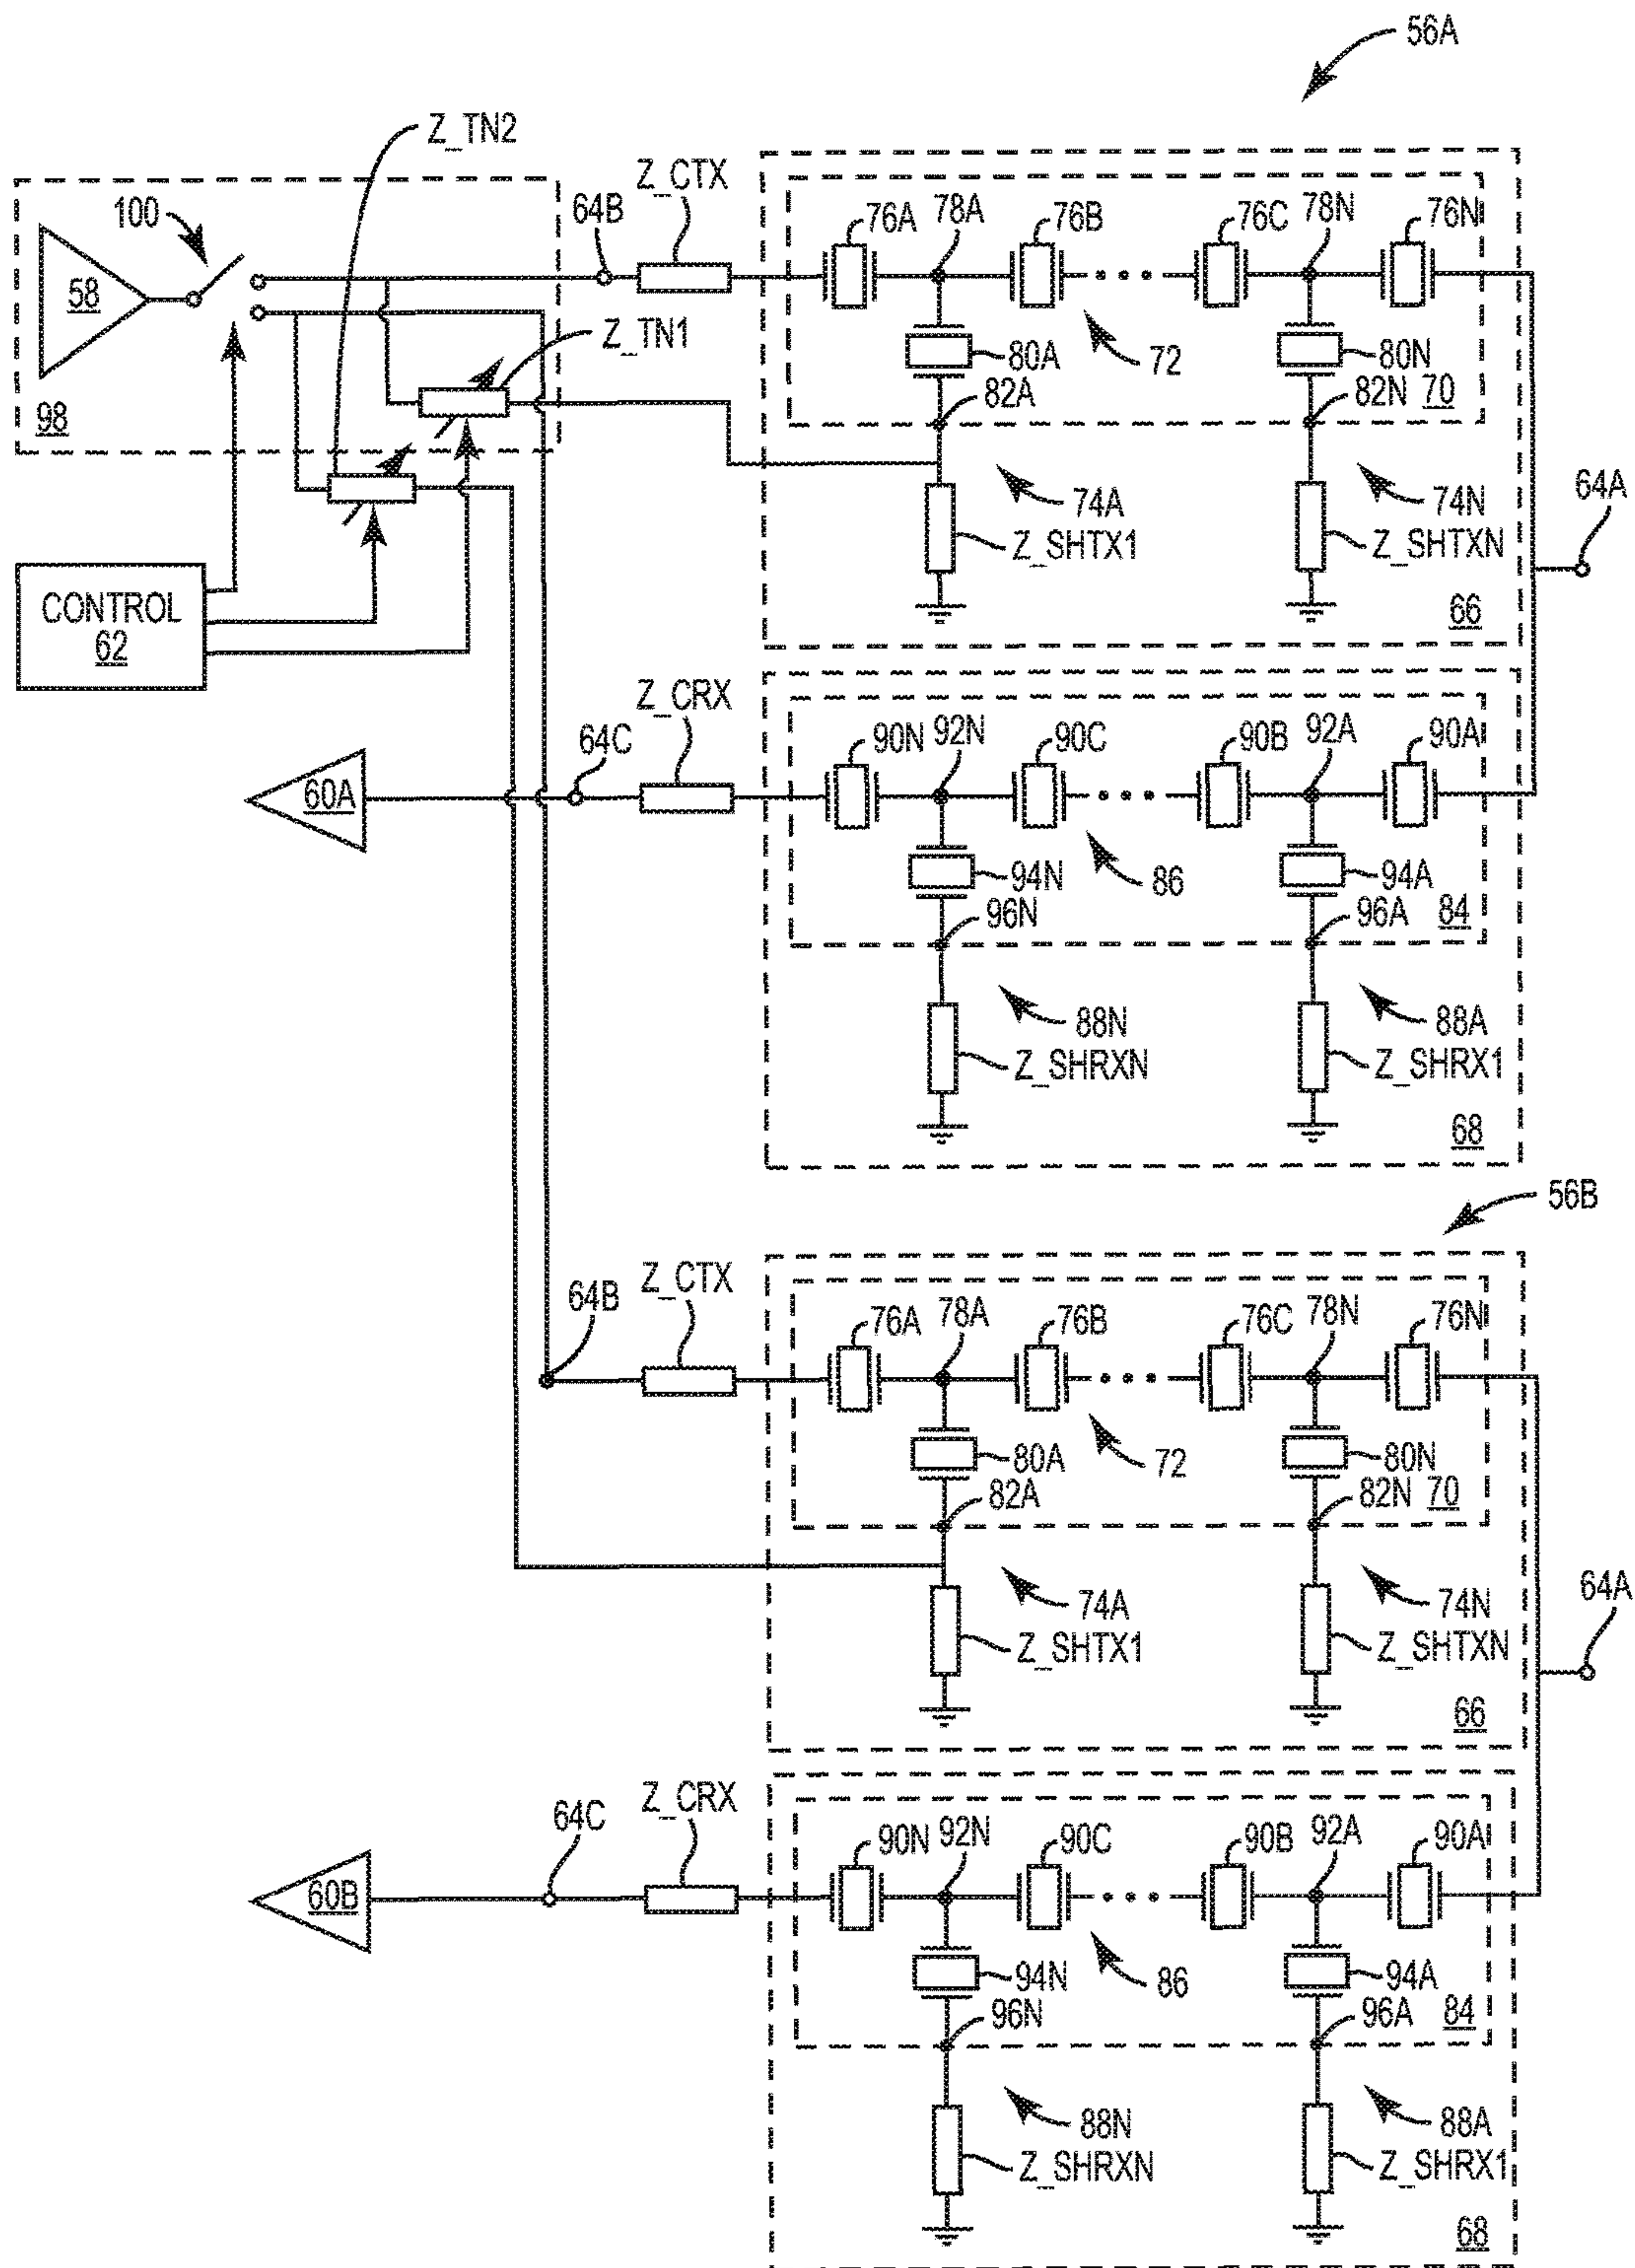 56A
Z_TN2
Z_CTX
64B
100
58
98
Z_TN1
76A
78A
76B
76C
78N
76N
80A
72
80N
82A
82N
70
74A
74N
Z_SHTX1
Z_SHTXN
64A
66
CONTROL
62
Z_CRX
64C
60A
90N
92N
90C
90B
92A
90A
94N
86
94A
96N
96A
84
88N
88A
Z_SHRXN
Z_SHRX1
68
56B
Z_CTX
64B
76A
78A
76B
76C
78N
76N
80A
72
80N
82A
82N
70
74A
74N
Z_SHTX1
Z_SHTXN
64A
66
Z_CRX
64C
60B
90N
92N
90C
90B
92A
90A
94N
86
94A
96N
96A
84
88N
88A
Z_SHRXN
Z_SHRX1
68